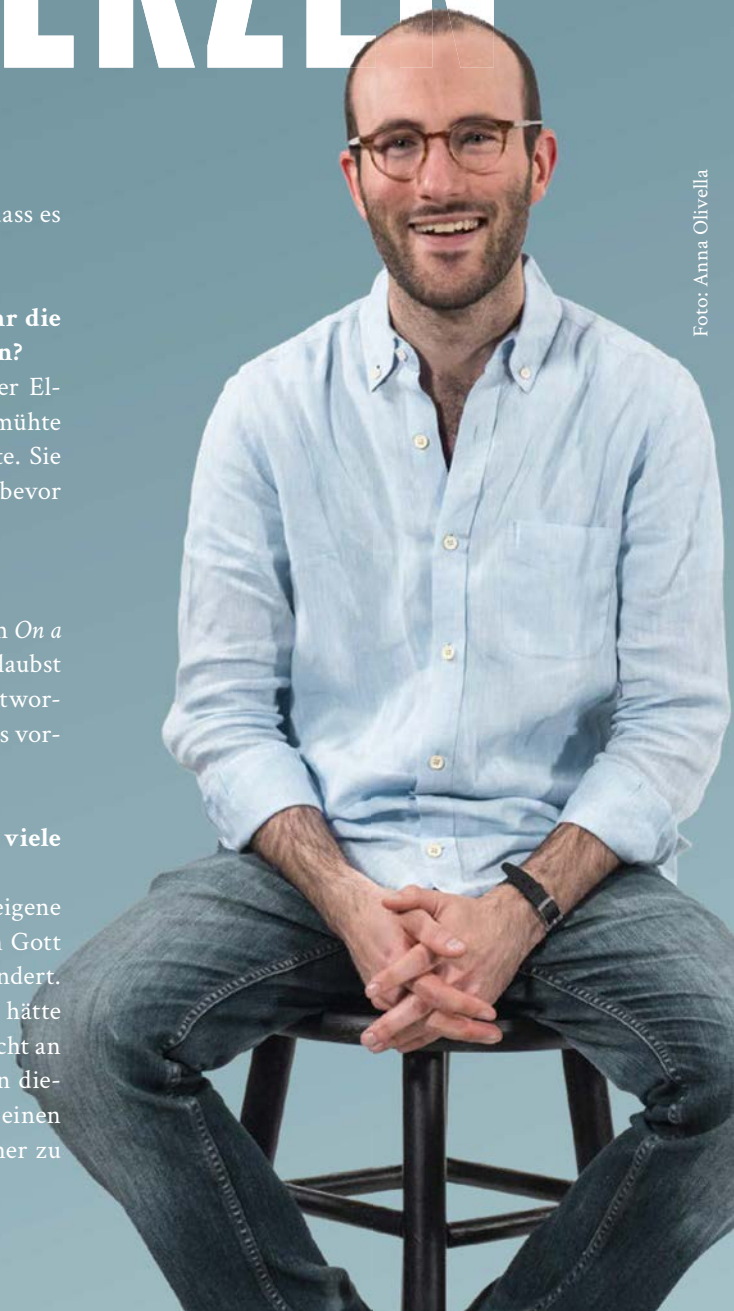 ERZEN
Foto: Anna Olivella
ass es
r die
n?
er El-
mühte
te. Sie
bevor
n On a
laubst
twor-
s vor-
viele
eigene
n Gott
ndert.
hätte
cht an
n die-
einen
er zu